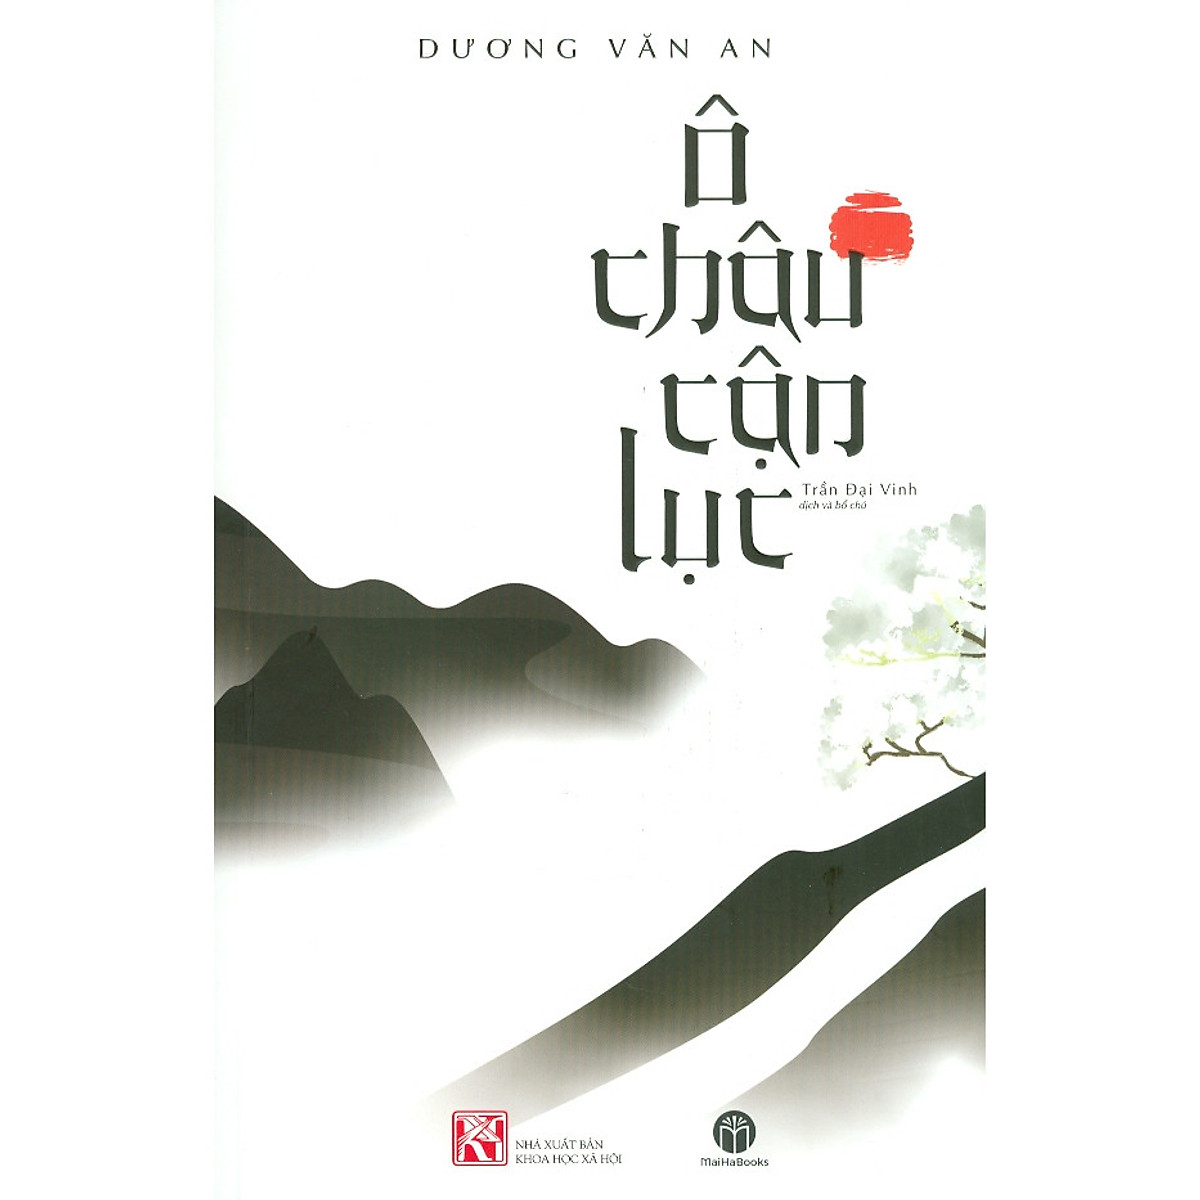 DƯƠNG VĂN AN
Ô
châu
cận
lục
Trần Đại Vinh
dịch và bổ chú
NHÀ XUẤT BẢN
KHOA HỌC XÃ HỘI
MaiHaBooks